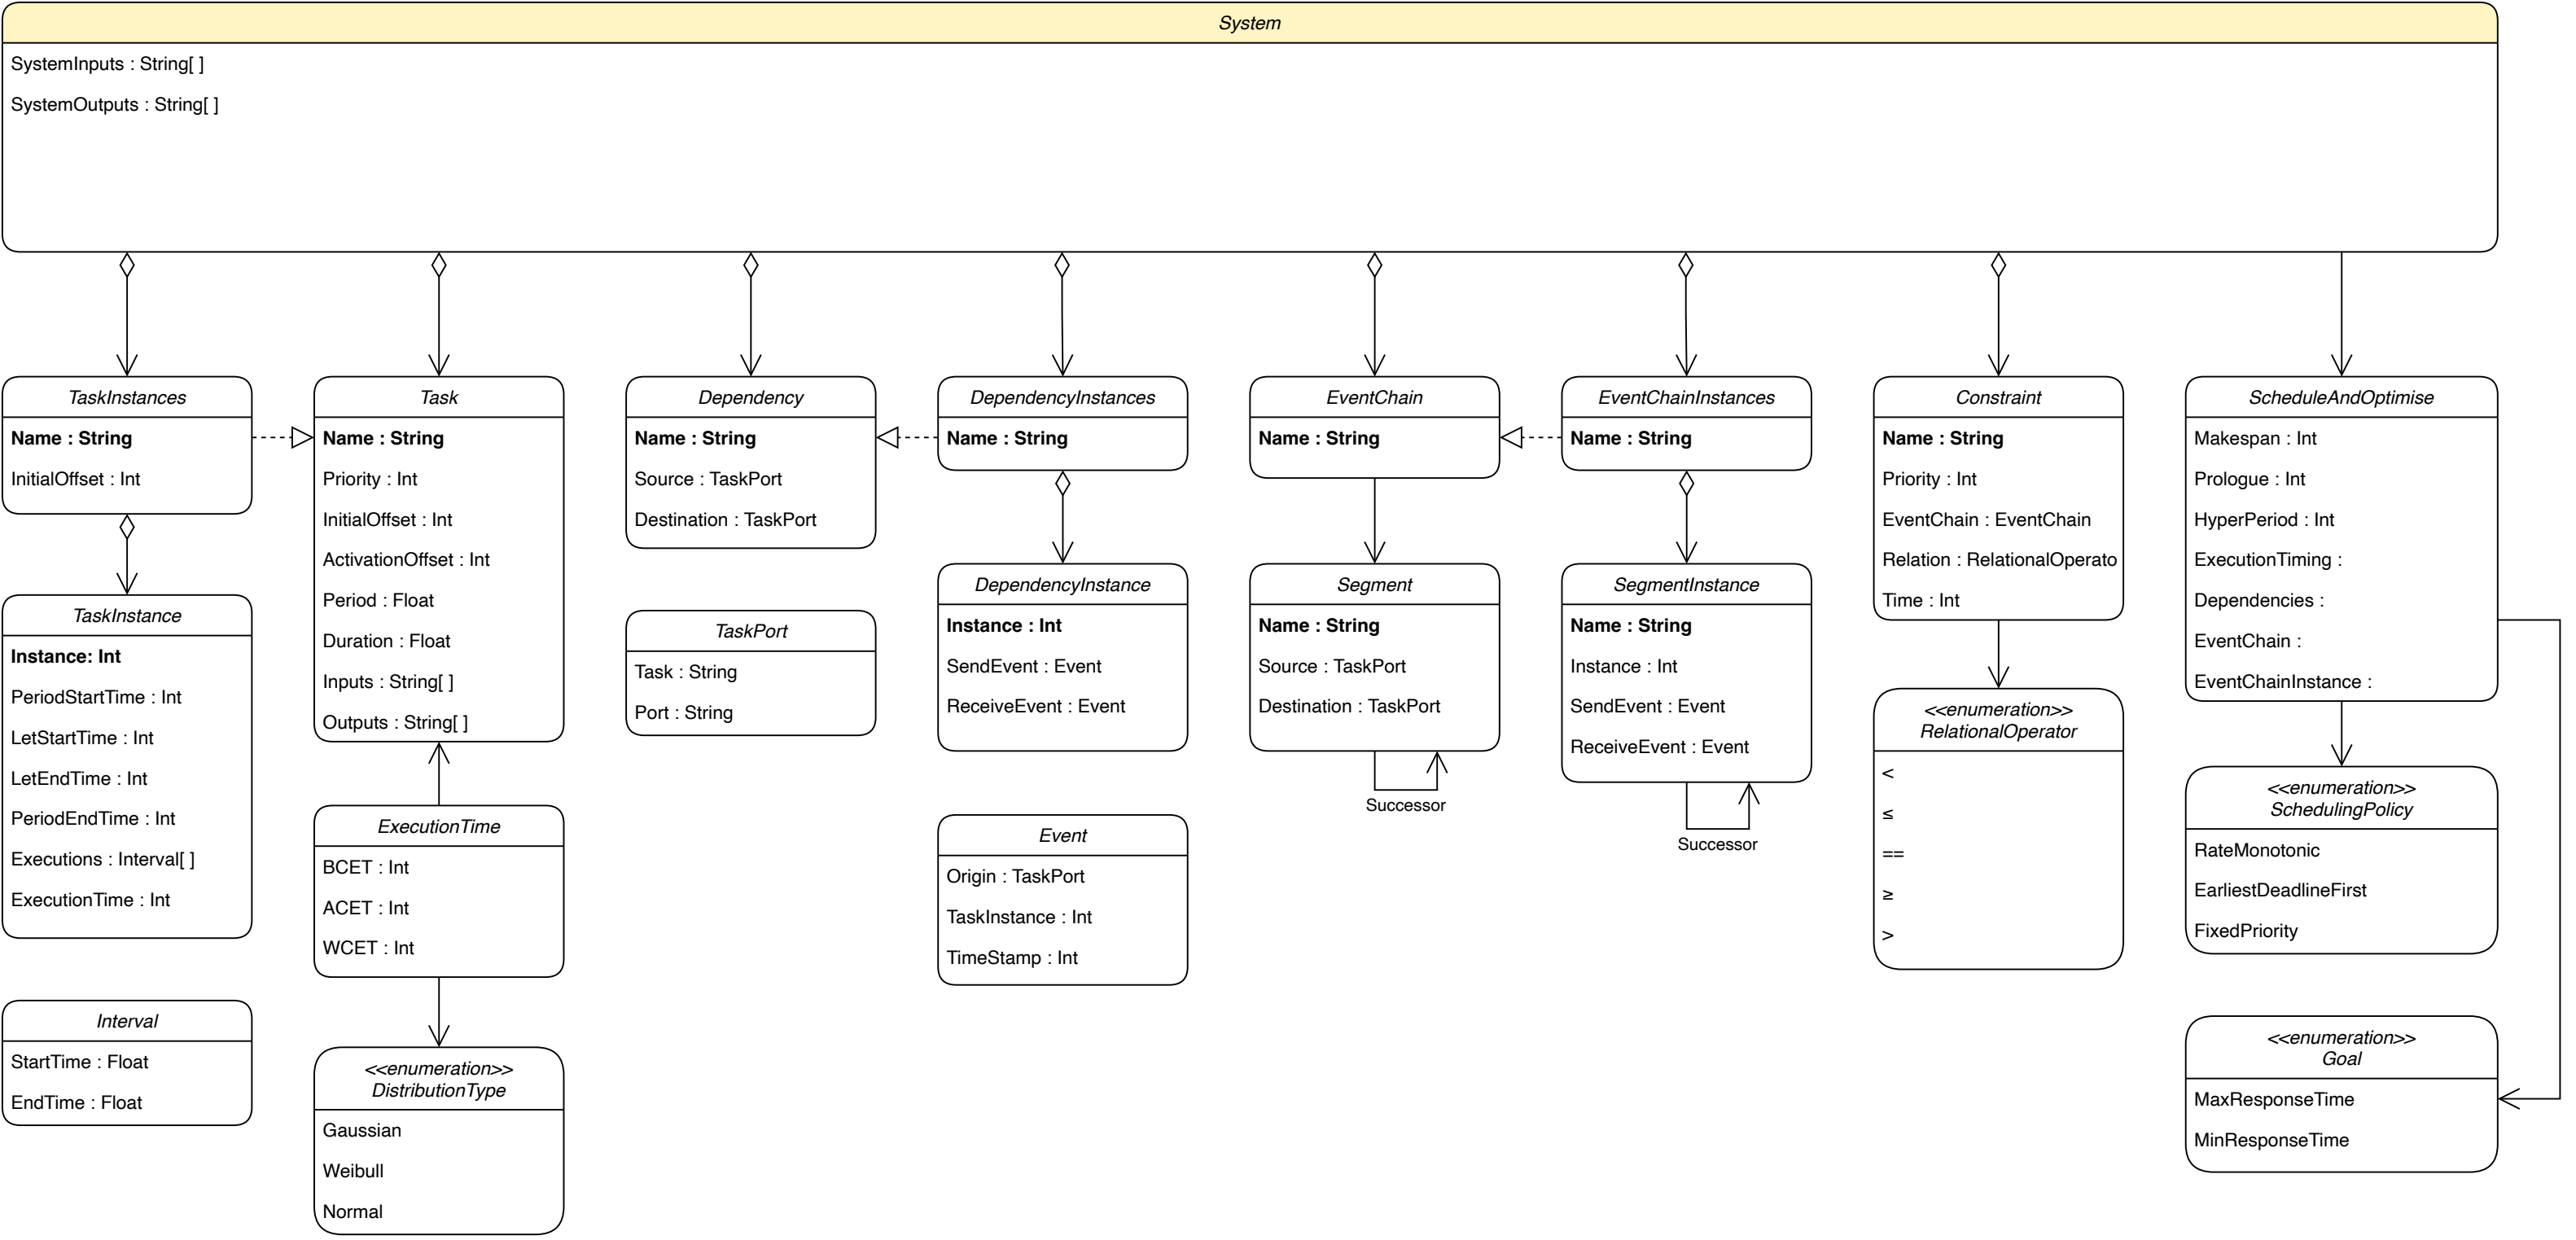 System
SystemInputs : String[ ]
SystemOutputs : String[ ]
TaskInstances
Name : String
InitialOffset : Int
TaskInstance
Instance: Int
PeriodStartTime : Int
LetStartTime : Int
LetEndTime : Int
PeriodEndTime : Int
Executions : Interval[ ]
ExecutionTime : Int
Interval
StartTime : Float
EndTime : Float
Task
Name : String
Priority : Int
InitialOffset : Int
ActivationOffset : Int
Period : Float
Duration : Float
Inputs : String[ ]
Outputs : String[ ]
ExecutionTime
BCET : Int
ACET : Int
WCET : Int
<<enumeration>>
DistributionType
Gaussian
Weibull
Normal
Dependency
Name : String
Source : TaskPort
Destination : TaskPort
TaskPort
Task : String
Port : String
DependencyInstances
Name : String
DependencyInstance
Instance : Int
SendEvent : Event
ReceiveEvent : Event
Event
Origin : TaskPort
TaskInstance : Int
TimeStamp : Int
EventChain
Name : String
Segment
Name : String
Source : TaskPort
Destination : TaskPort
Successor
EventChainInstances
Name : String
SegmentInstance
Name : String
Instance : Int
SendEvent : Event
ReceiveEvent : Event
Successor
Constraint
Name : String
Priority : Int
EventChain : EventChain
Relation : RelationalOperato
Time : Int
<<enumeration>>
RelationalOperator
<
≤
==
≥
>
ScheduleAndOptimise
Makespan : Int
Prologue : Int
HyperPeriod : Int
ExecutionTiming :
Dependencies :
EventChain :
EventChainInstance :
<<enumeration>>
SchedulingPolicy
RateMonotonic
EarliestDeadlineFirst
FixedPriority
<<enumeration>>
Goal
MaxResponseTime
MinResponseTime